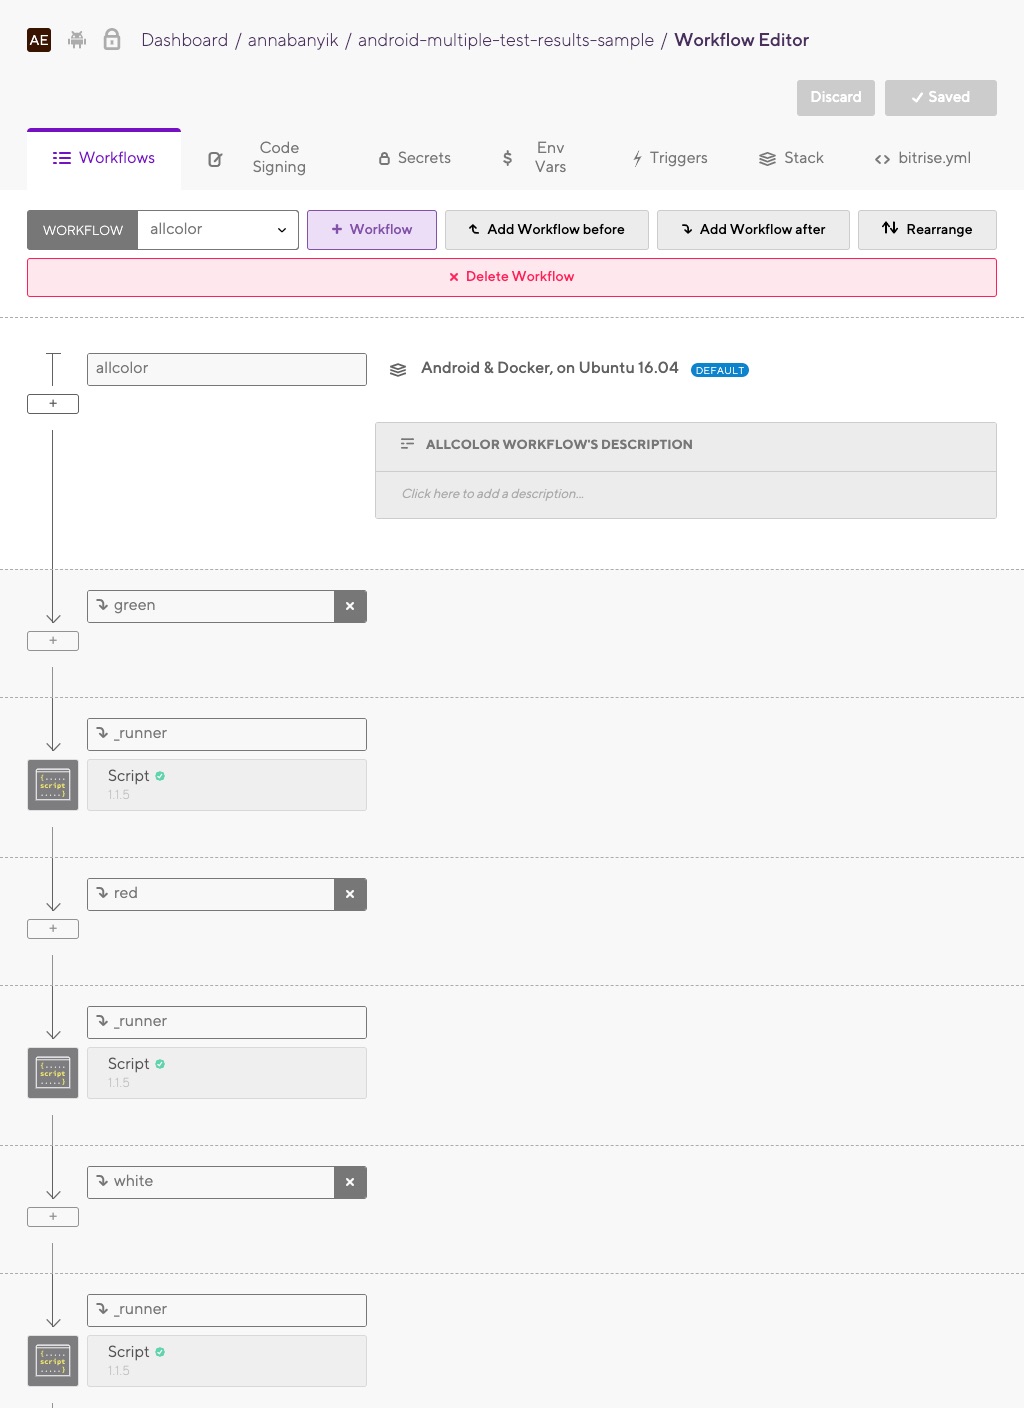 AE Dashboard / annabanyik / android-multiple-test-results-sample / Workflow Editor
Discard ✓ Saved
Workflows Code Signing Secrets $ Env Vars Triggers Stack <> bitrise.yml
WORKFLOW allcolor + Workflow Add Workflow before Add Workflow after Rearrange
× Delete Workflow
allcolor Android & Docker, on Ubuntu 16.04 DEFAULT
+
ALLCOLOR WORKFLOW'S DESCRIPTION
Click here to add a description...
green ×
+
_runner
{..... script .....} Script
1.1.5
red ×
+
_runner
{..... script .....} Script
1.1.5
white ×
+
_runner
{..... script .....} Script
1.1.5